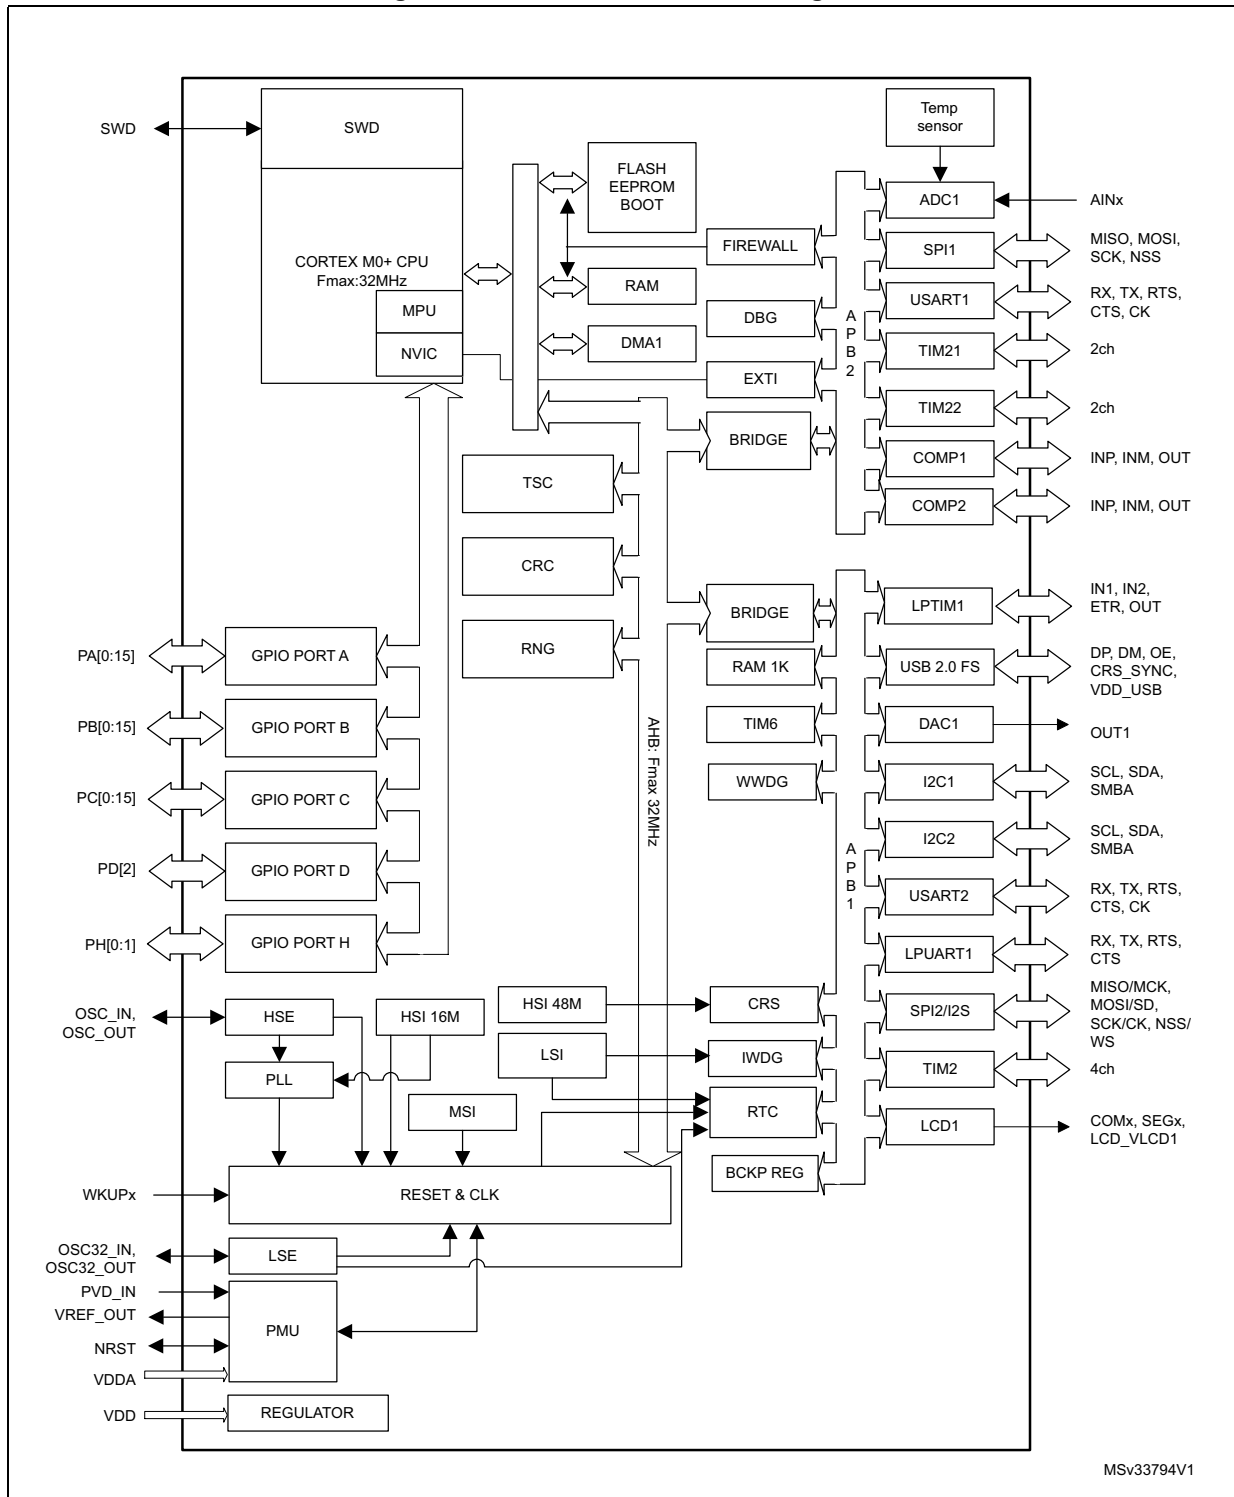 SWD
SWD
Temp
sensor
FLASH
EEPROM
BOOT
ADC1
AINx
FIREWALL
SPI1
MISO, MOSI,
SCK, NSS
CORTEX M0+ CPU
Fmax:32MHz
RAM
USART1
RX, TX, RTS,
CTS, CK
MPU
DBG
A
P
B
2
NVIC
DMA1
TIM21
2ch
EXTI
TIM22
2ch
BRIDGE
COMP1
INP, INM, OUT
TSC
COMP2
INP, INM, OUT
CRC
BRIDGE
LPTIM1
IN1, IN2,
ETR, OUT
PA[0:15]
GPIO PORT A
RNG
RAM 1K
USB 2.0 FS
DP, DM, OE,
CRS_SYNC,
VDD_USB
PB[0:15]
GPIO PORT B
AHB: Fmax 32MHz
TIM6
DAC1
OUT1
PC[0:15]
GPIO PORT C
WWDG
I2C1
SCL, SDA,
SMBA
PD[2]
GPIO PORT D
A
P
B
1
I2C2
SCL, SDA,
SMBA
USART2
RX, TX, RTS,
CTS, CK
PH[0:1]
GPIO PORT H
LPUART1
RX, TX, RTS,
CTS
OSC_IN,
OSC_OUT
HSE
HSI 16M
HSI 48M
CRS
SPI2/I2S
MISO/MCK,
MOSI/SD,
SCK/CK, NSS/
WS
PLL
LSI
IWDG
TIM2
4ch
MSI
RTC
LCD1
COMx, SEGx,
LCD_VLCD1
BCKP REG
WKUPx
RESET & CLK
OSC32_IN,
OSC32_OUT
LSE
PVD_IN
VREF_OUT
PMU
NRST
VDDA
VDD
REGULATOR
MSv33794V1